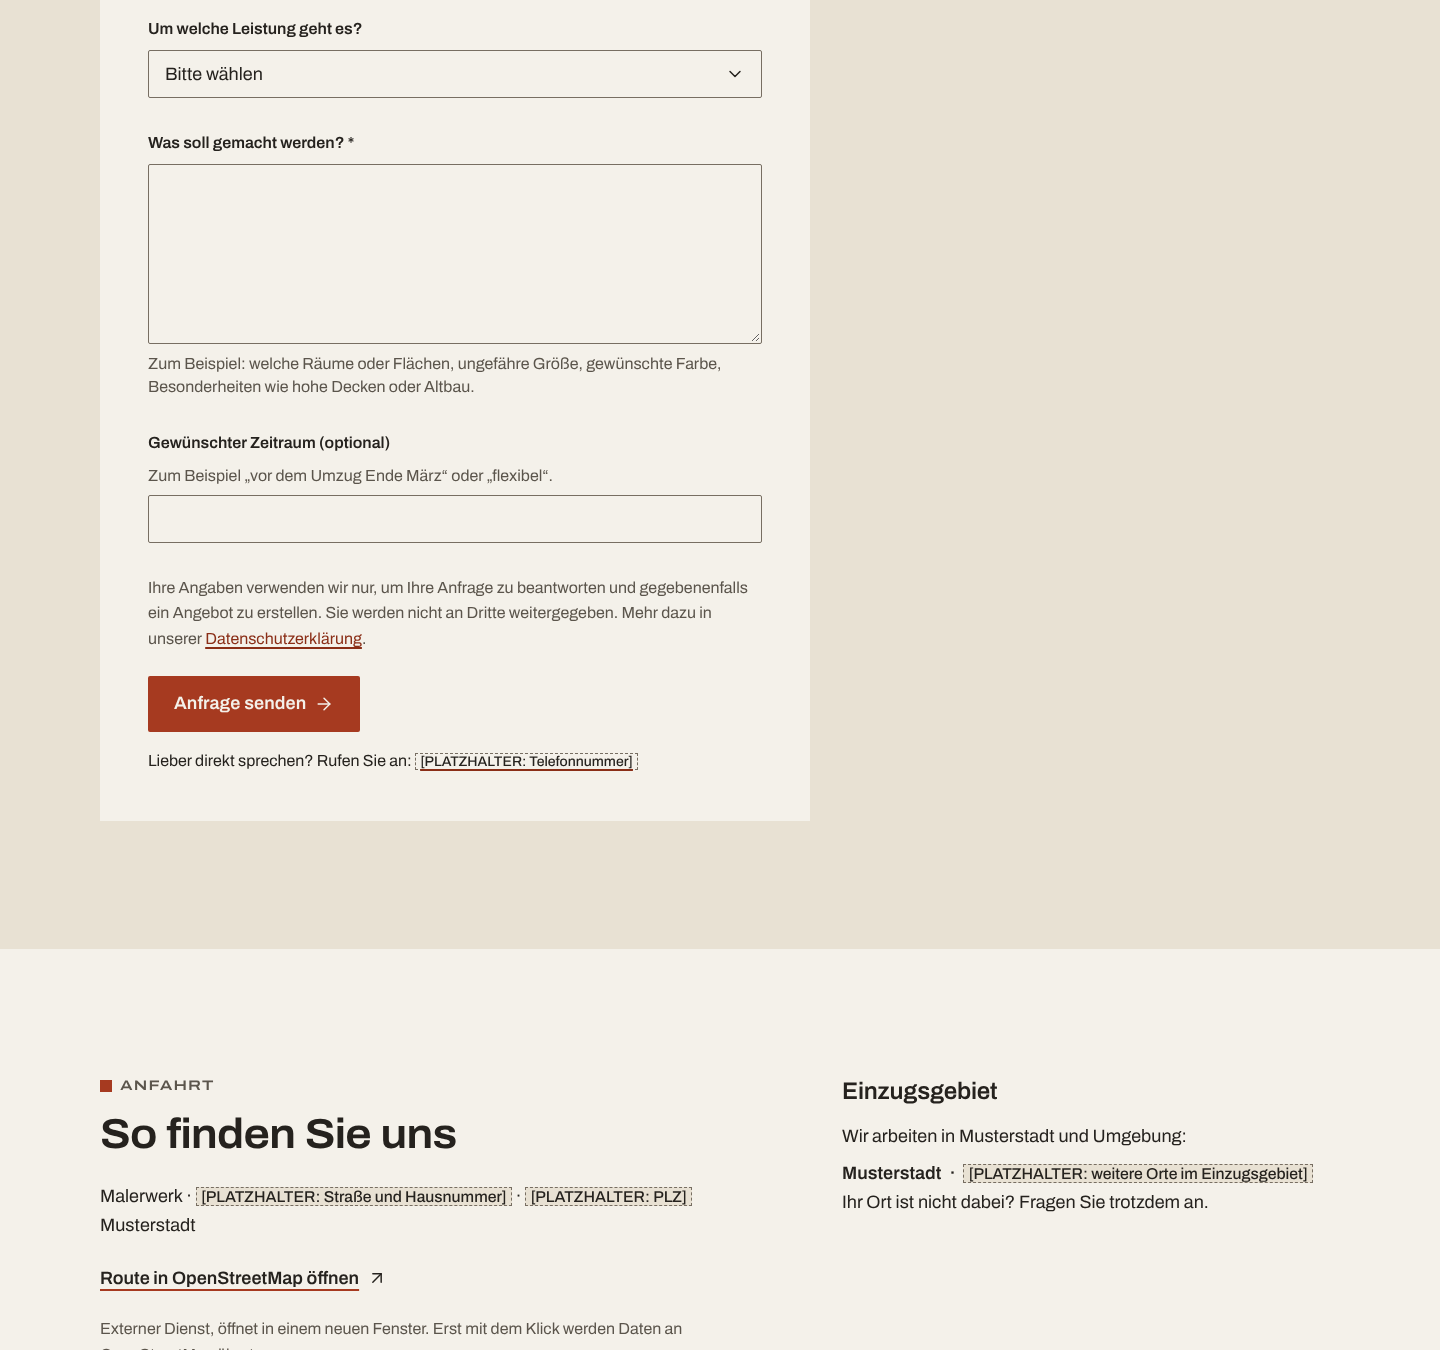 Um welche Leistung geht es?
Bitte wählen
Was soll gemacht werden? *
Zum Beispiel: welche Räume oder Flächen, ungefähre Größe, gewünschte Farbe,
Besonderheiten wie hohe Decken oder Altbau.
Gewünschter Zeitraum (optional)
Zum Beispiel „vor dem Umzug Ende März“ oder „flexibel“.
Ihre Angaben verwenden wir nur, um Ihre Anfrage zu beantworten und gegebenenfalls
ein Angebot zu erstellen. Sie werden nicht an Dritte weitergegeben. Mehr dazu in
unserer Datenschutzerklärung.
Anfrage senden →
Lieber direkt sprechen? Rufen Sie an: [PLATZHALTER: Telefonnummer]
ANFAHRT
So finden Sie uns
Malerwerk · [PLATZHALTER: Straße und Hausnummer] · [PLATZHALTER: PLZ]
Musterstadt
Route in OpenStreetMap öffnen ↗
Externer Dienst, öffnet in einem neuen Fenster. Erst mit dem Klick werden Daten an
Einzugsgebiet
Wir arbeiten in Musterstadt und Umgebung:
Musterstadt · [PLATZHALTER: weitere Orte im Einzugsgebiet]
Ihr Ort ist nicht dabei? Fragen Sie trotzdem an.